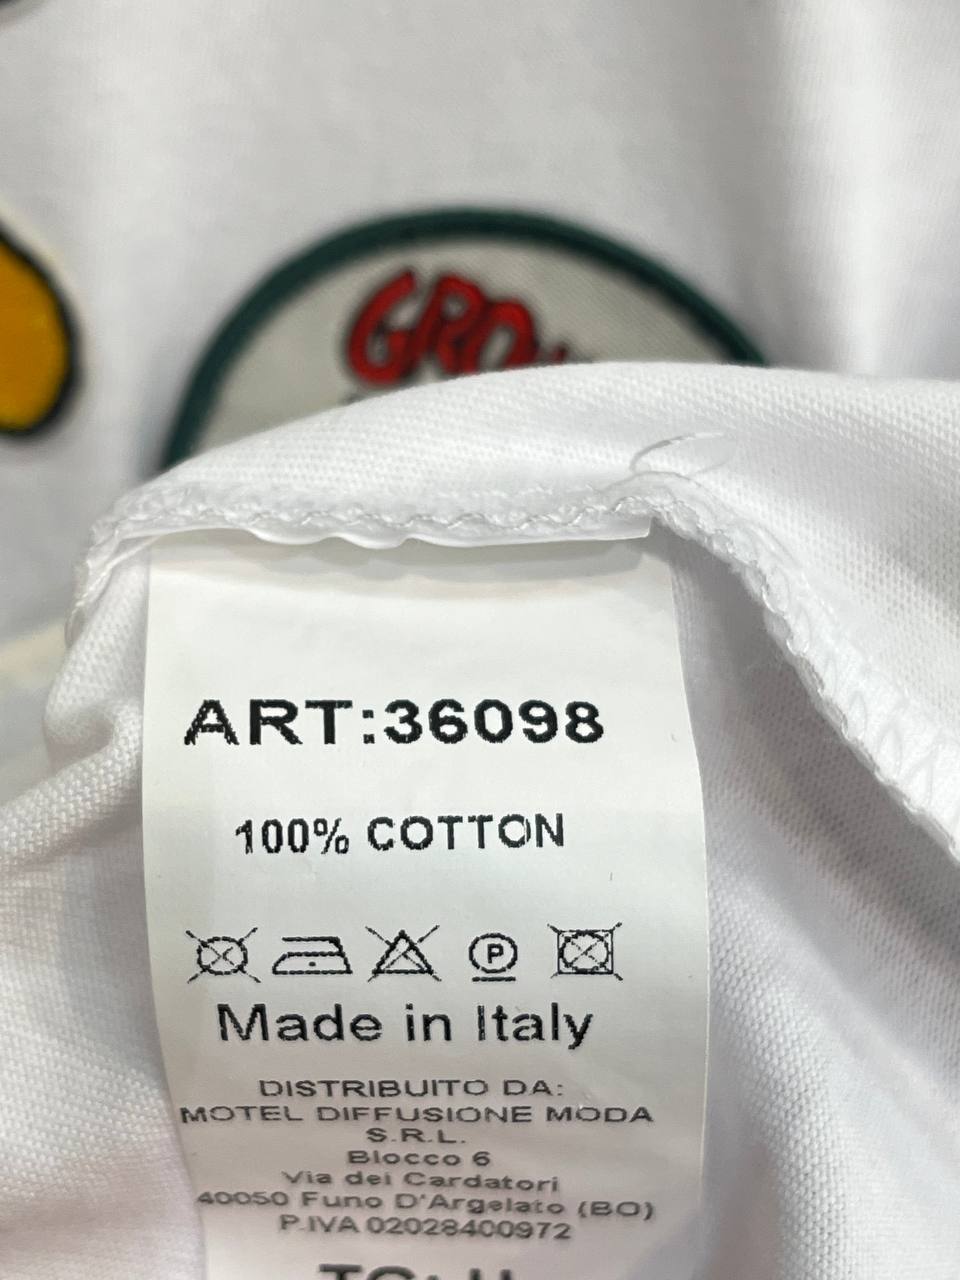 ART:36098
100% COTTON
P
Made in Italy
DISTRIBUITO DA:
MOTEL DIFFUSIONE MODA
S.R.L.
Blocco 6
Via dei Cardatori
40050 Funo D'Argelato (BO)
P.IVA 02028400972